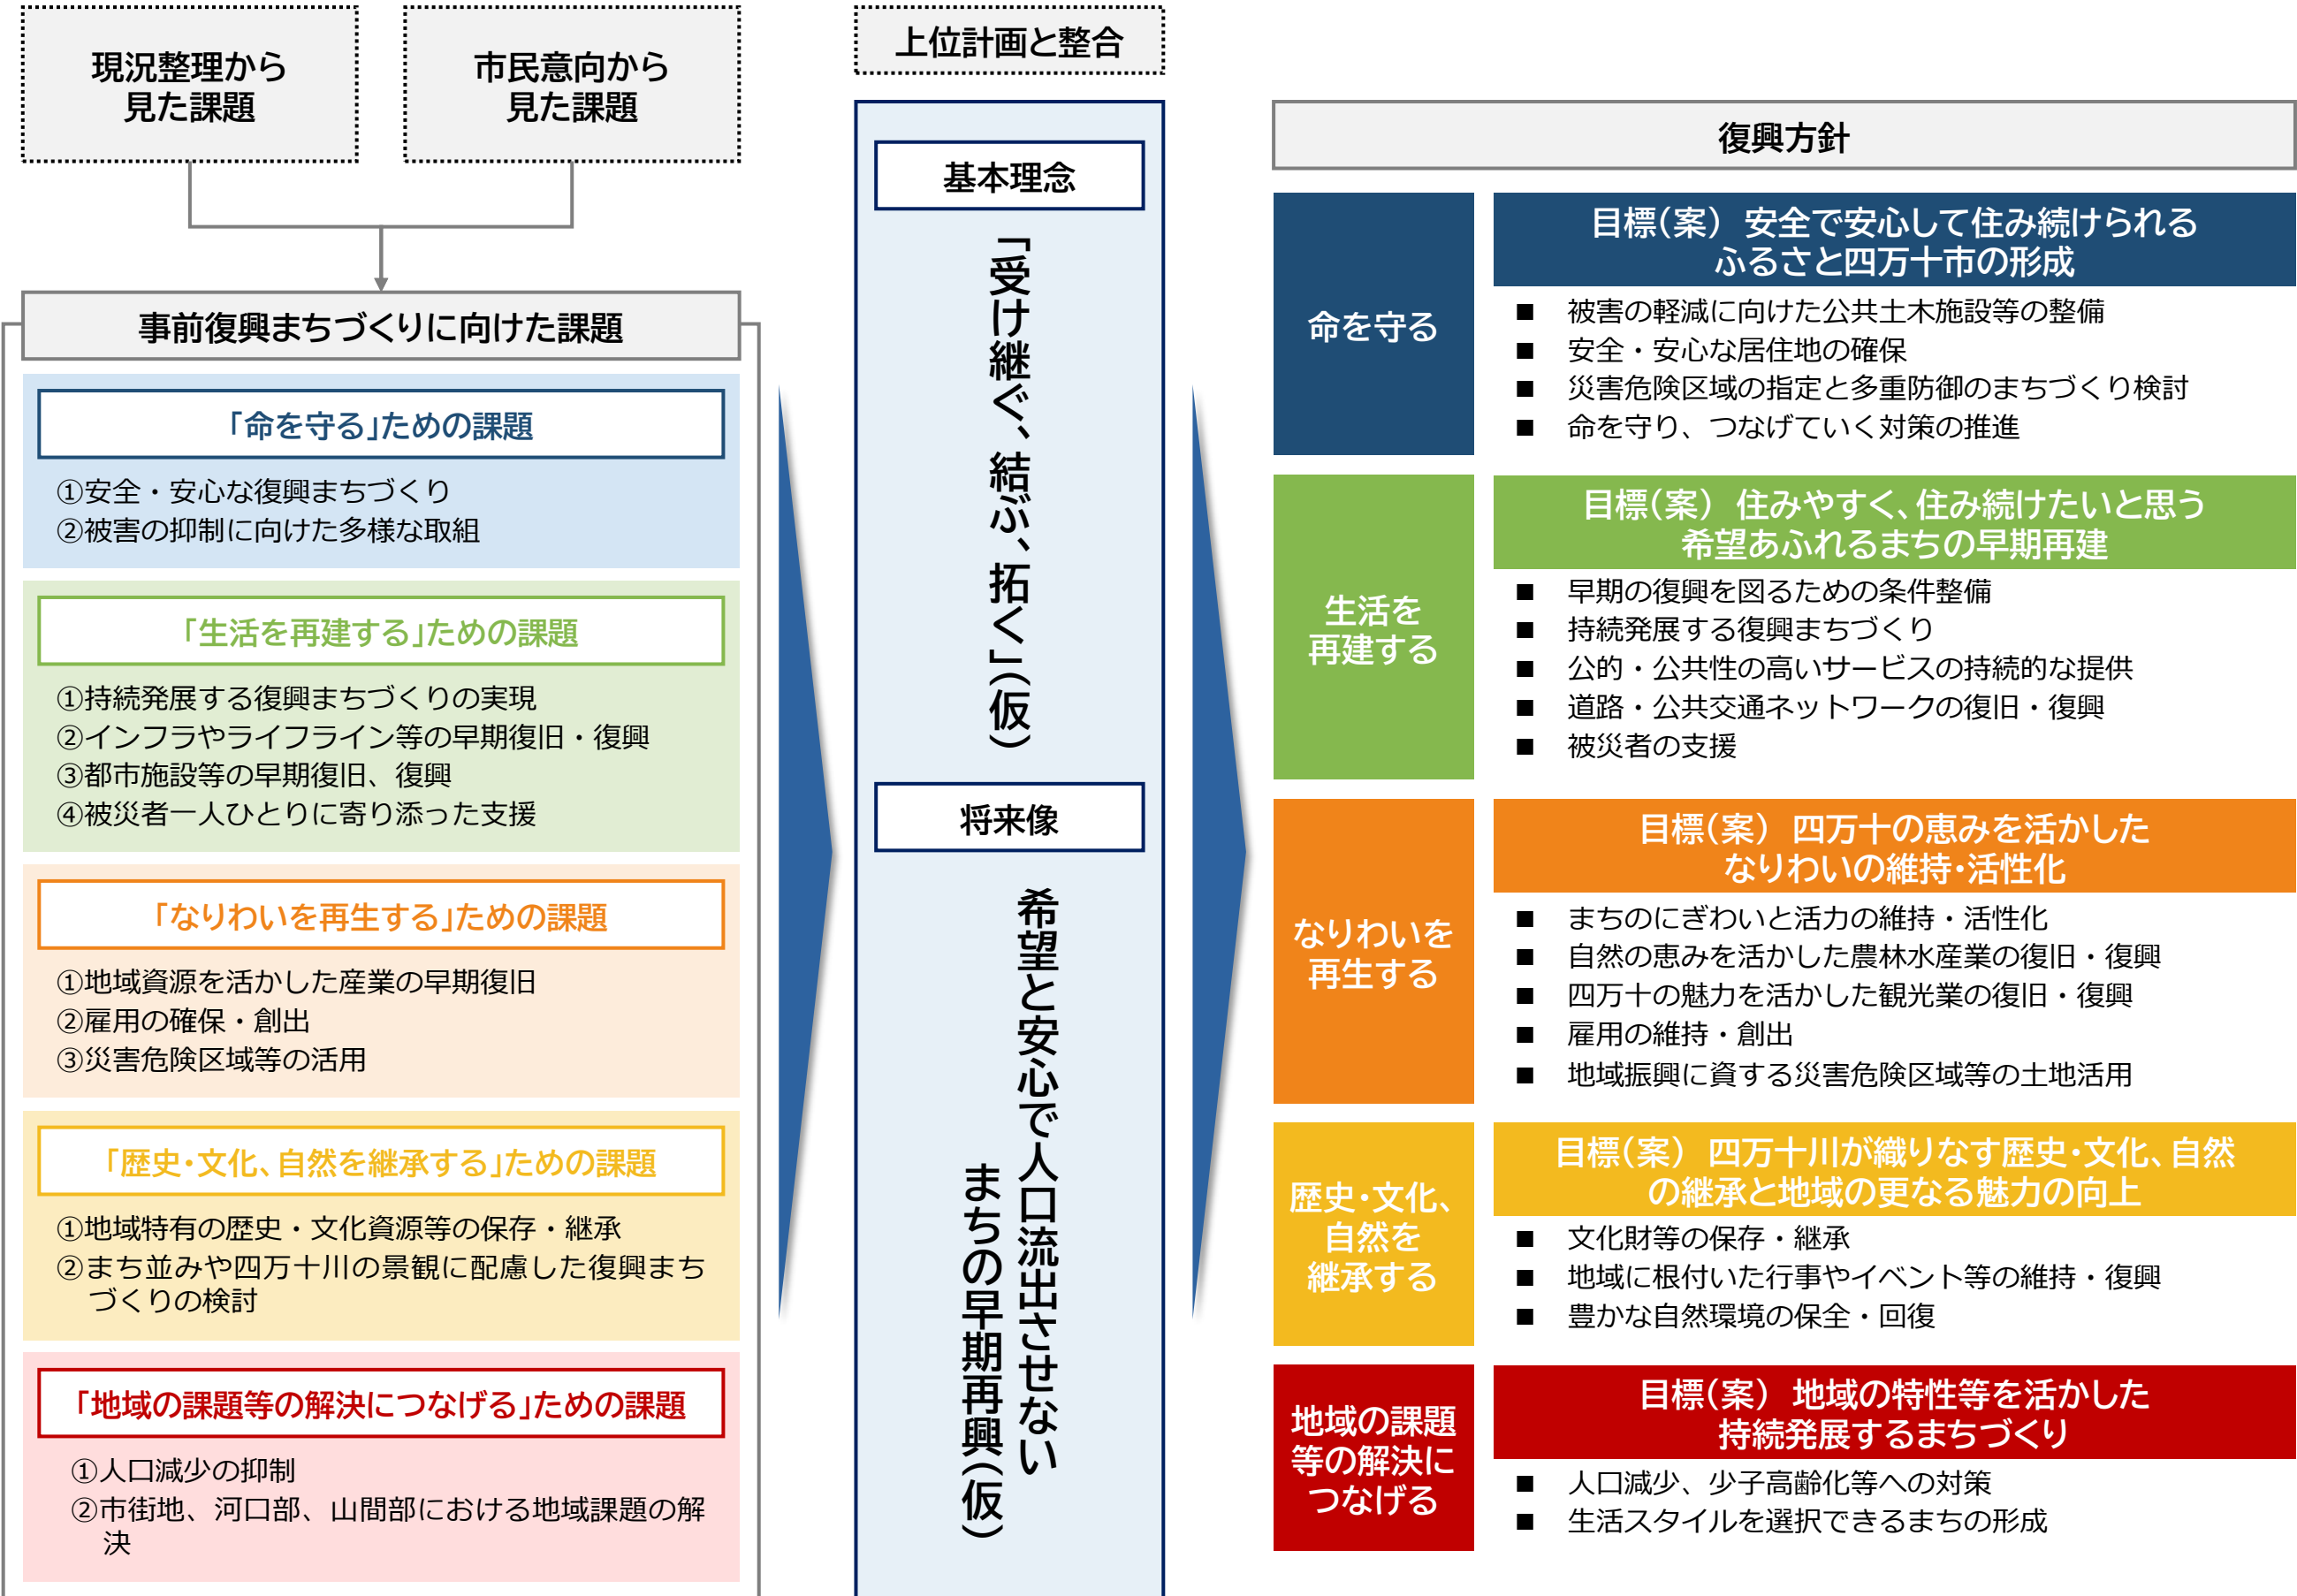 現況整理から
見た課題
市民意向から
見た課題
事前復興まちづくりに向けた課題
「命を守る」ための課題
①安全・安心な復興まちづくり
②被害の抑制に向けた多様な取組
「生活を再建する」ための課題
①持続発展する復興まちづくりの実現
②インフラやライフライン等の早期復旧・復興
③都市施設等の早期復旧、復興
④被災者一人ひとりに寄り添った支援
「なりわいを再生する」ための課題
①地域資源を活かした産業の早期復旧
②雇用の確保・創出
③災害危険区域等の活用
「歴史・文化、自然を継承する」ための課題
①地域特有の歴史・文化資源等の保存・継承
②まち並みや四万十川の景観に配慮した復興まち
づくりの検討
「地域の課題等の解決につなげる」ための課題
①人口減少の抑制
②市街地、河口部、山間部における地域課題の解
決
上位計画と整合
基本理念
「受け継ぐ、結ぶ、拓く」（仮）
将来像
希望と安心で人口流出させない
まちの早期再興（仮）
復興方針
命を守る
目標（案） 安全で安心して住み続けられる
ふるさと四万十市の形成
■ 被害の軽減に向けた公共土木施設等の整備
■ 安全・安心な居住地の確保
■ 災害危険区域の指定と多重防御のまちづくり検討
■ 命を守り、つなげていく対策の推進
生活を
再建する
目標（案） 住みやすく、住み続けたいと思う
希望あふれるまちの早期再建
■ 早期の復興を図るための条件整備
■ 持続発展する復興まちづくり
■ 公的・公共性の高いサービスの持続的な提供
■ 道路・公共交通ネットワークの復旧・復興
■ 被災者の支援
なりわいを
再生する
目標（案） 四万十の恵みを活かした
なりわいの維持・活性化
■ まちのにぎわいと活力の維持・活性化
■ 自然の恵みを活かした農林水産業の復旧・復興
■ 四万十の魅力を活かした観光業の復旧・復興
■ 雇用の維持・創出
■ 地域振興に資する災害危険区域等の土地活用
歴史・文化、
自然を
継承する
目標（案） 四万十川が織りなす歴史・文化、自然
の継承と地域の更なる魅力の向上
■ 文化財等の保存・継承
■ 地域に根付いた行事やイベント等の維持・復興
■ 豊かな自然環境の保全・回復
地域の課題
等の解決に
つなげる
目標（案） 地域の特性等を活かした
持続発展するまちづくり
■ 人口減少、少子高齢化等への対策
■ 生活スタイルを選択できるまちの形成